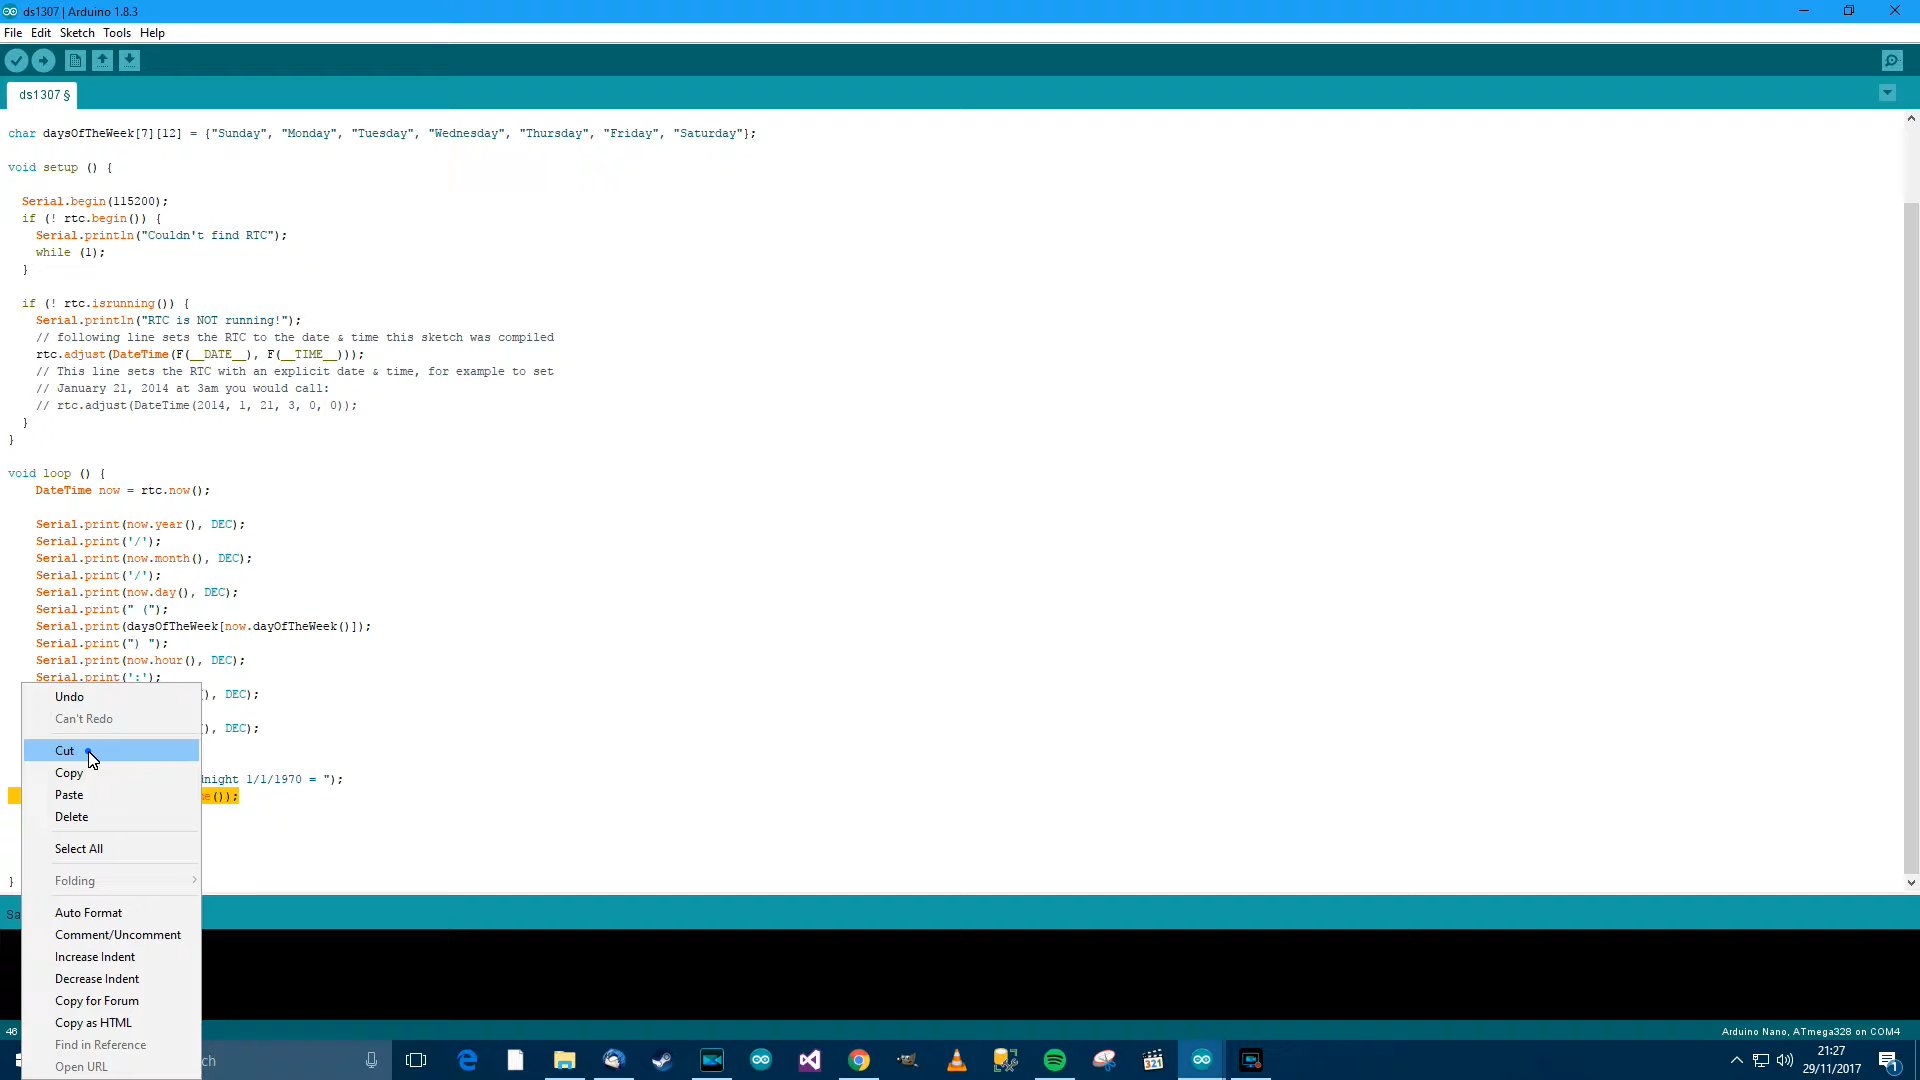 ds1307 | Arduino 1.8.3
File Edit Sketch Tools Help
ds1307 §
char daysOfTheWeek[7][12] = {"Sunday", "Monday", "Tuesday", "Wednesday", "Thursday", "Friday", "Saturday"};
void setup () {
Serial.begin(115200);
if (! rtc.begin()) {
Serial.println("Couldn't find RTC");
while (1);
}
if (! rtc.isrunning()) {
Serial.println("RTC is NOT running!");
// following line sets the RTC to the date & time this sketch was compiled
rtc.adjust(DateTime(F(__DATE__), F(__TIME__)));
// This line sets the RTC with an explicit date & time, for example to set
// January 21, 2014 at 3am you would call:
// rtc.adjust(DateTime(2014, 1, 21, 3, 0, 0));
}
}
void loop () {
DateTime now = rtc.now();
Serial.print(now.year(), DEC);
Serial.print('/');
Serial.print(now.month(), DEC);
Serial.print('/');
Serial.print(now.day(), DEC);
Serial.print(" (");
Serial.print(daysOfTheWeek[now.dayOfTheWeek()]);
Serial.print(") ");
Serial.print(now.hour(), DEC);
Serial.print(':');
(), DEC);
(), DEC);
dnight 1/1/1970 = ");
e());
}
Undo
Can't Redo
Cut
Copy
Paste
Delete
Select All
Folding
Auto Format
Comment/Uncomment
Increase Indent
Decrease Indent
Copy for Forum
Copy as HTML
Find in Reference
Open URL
Sa
46
Arduino Nano, ATmega328 on COM4
rch
321
21:27
29/11/2017
1